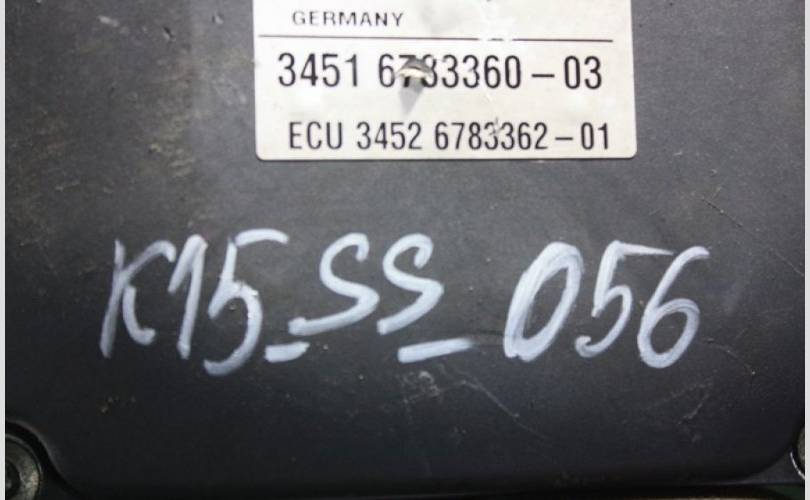 GERMANY
3451 6783360-03
ECU 3452 6783362-01
K15_SS_056